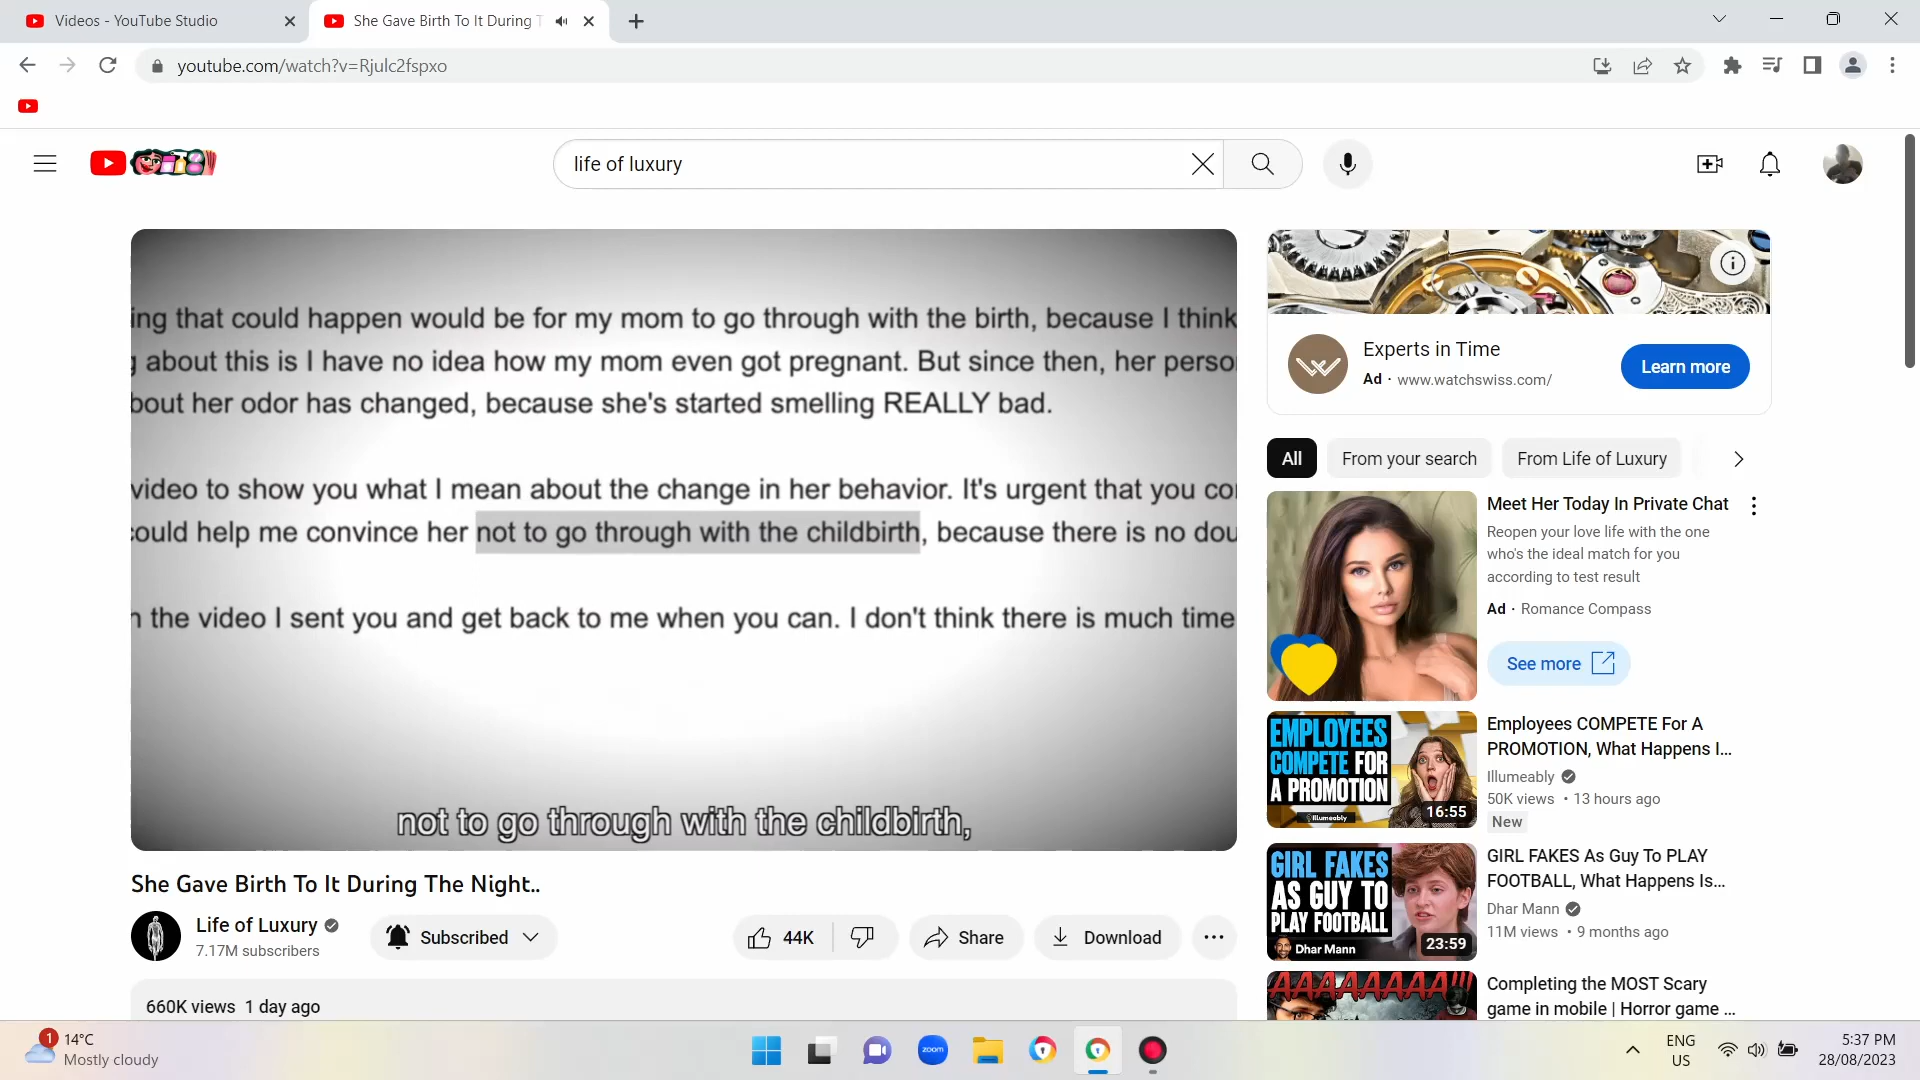 Videos - YouTube Studio
She Gave Birth To It During T
youtube.com/watch?v=Rjulc2fspxo
life of luxury
ing that could happen would be for my mom to go through with the birth, because I think
g about this is I have no idea how my mom even got pregnant. But since then, her perso
bout her odor has changed, because she's started smelling REALLY bad.
video to show you what I mean about the change in her behavior. It's urgent that you co
could help me convince her not to go through with the childbirth, because there is no dou
n the video I sent you and get back to me when you can. I don't think there is much time
not to go through with the childbirth,
She Gave Birth To It During The Night..
Life of Luxury
7.17M subscribers
Subscribed
44K
Share
Download
660K views 1 day ago
Experts in Time
Ad · www.watchswiss.com/
Learn more
All
From your search
From Life of Luxury
Meet Her Today In Private Chat
Reopen your love life with the one
who's the ideal match for you
according to test result
Ad · Romance Compass
See more
EMPLOYEES
COMPETE FOR
A PROMOTION
Illumeably
16:55
Employees COMPETE For A
PROMOTION, What Happens I...
Illumeably
50K views • 13 hours ago
New
GIRL FAKES
AS GUY TO
PLAY FOOTBALL
Dhar Mann
23:59
GIRL FAKES As Guy To PLAY
FOOTBALL, What Happens Is...
Dhar Mann
11M views • 9 months ago
AAAAAAAA!!!
Completing the MOST Scary
game in mobile | Horror game ...
1
14°C
Mostly cloudy
zoom
ENG
US
5:37 PM
28/08/2023